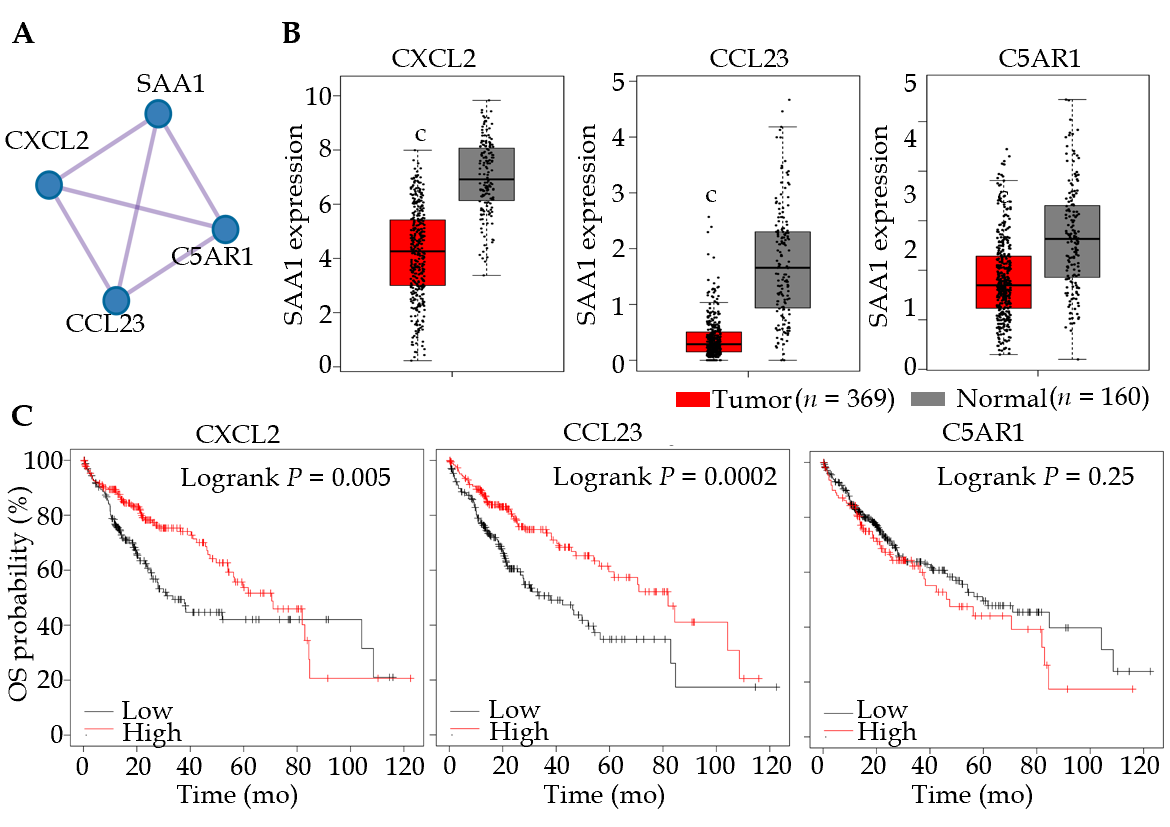 A
SAA1
CXCL2
C5AR1
CCL23
B
CXCL2
SAA1 expression
10
8
6
4
2
0
c
CCL23
SAA1 expression
5
4
3
2
1
0
c
C5AR1
SAA1 expression
5
4
3
2
1
0
Tumor (n = 369)
Normal (n = 160)
C
CXCL2
Logrank P = 0.005
OS probability (%)
100
80
60
40
20
0
Low
High
0 20 40 60 80 100 120
Time (mo)
CCL23
Logrank P = 0.0002
Low
High
0 20 40 60 80 100 120
Time (mo)
C5AR1
Logrank P = 0.25
Low
High
0 20 40 60 80 100 120
Time (mo)